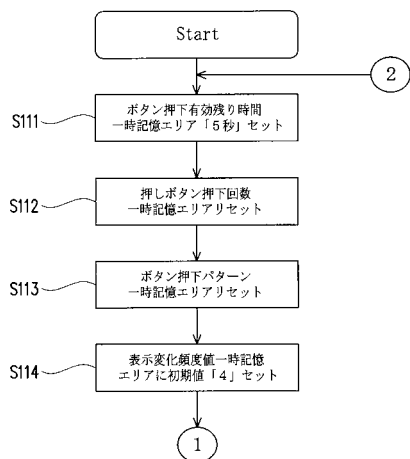 Start
2
S111
ボタン押下有効残り時間
一時記憶エリア「5秒」セット
S112
押しボタン押下回数
一時記憶エリアリセット
S113
ボタン押下パターン
一時記憶エリアリセット
S114
表示変化頻度値一時記憶
エリアに初期値「4」セット
1